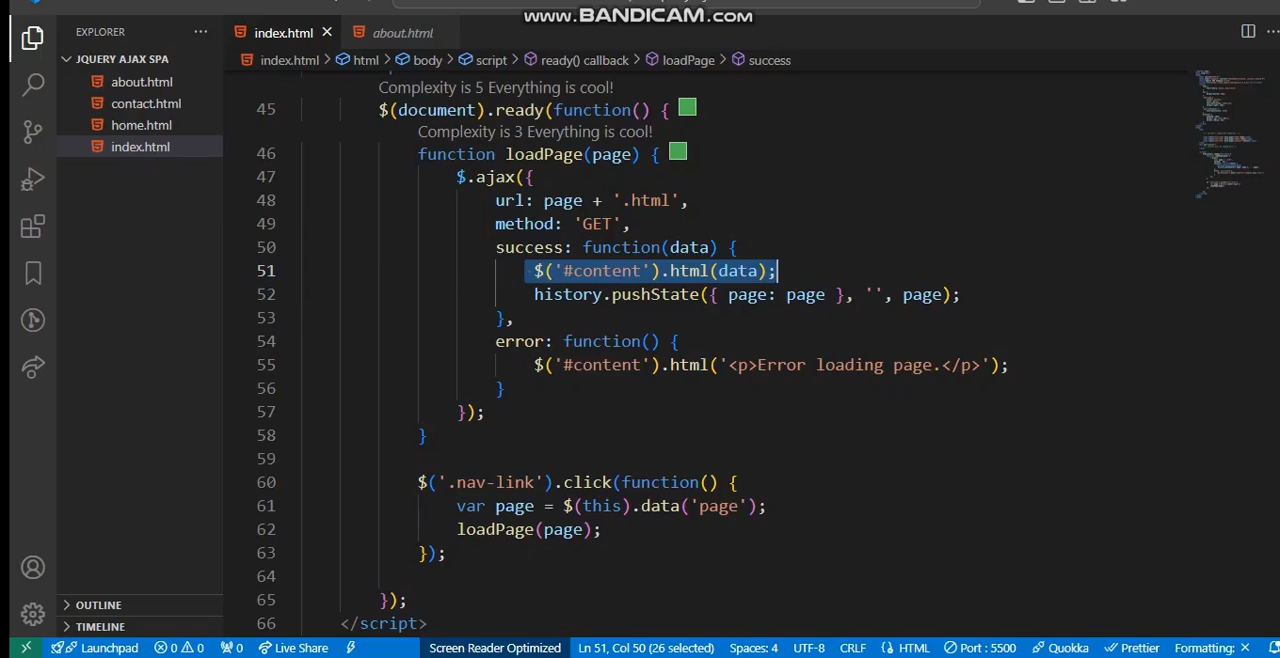 www.BANDICAM.com
EXPLORER
index.html
about.html
JQUERY AJAX SPA
about.html
contact.html
home.html
index.html
index.html > html > body > script > ready() callback > loadPage > success
Complexity is 5 Everything is cool!
45 $(document).ready(function() {
Complexity is 3 Everything is cool!
46 function loadPage(page) {
47 $.ajax({
48 url: page + '.html',
49 method: 'GET',
50 success: function(data) {
51 $('#content').html(data);
52 history.pushState({ page: page }, '', page);
53 },
54 error: function() {
55 $('#content').html('<p>Error loading page.</p>');
56 }
57 });
58 }
59
60 $('.nav-link').click(function() {
61 var page = $(this).data('page');
62 loadPage(page);
63 });
64
65 });
66 </script>
OUTLINE
TIMELINE
Launchpad 0 0 0 Live Share Screen Reader Optimized Ln 51, Col 50 (26 selected) Spaces: 4 UTF-8 CRLF HTML Port : 5500 Quokka Prettier Formatting: ×